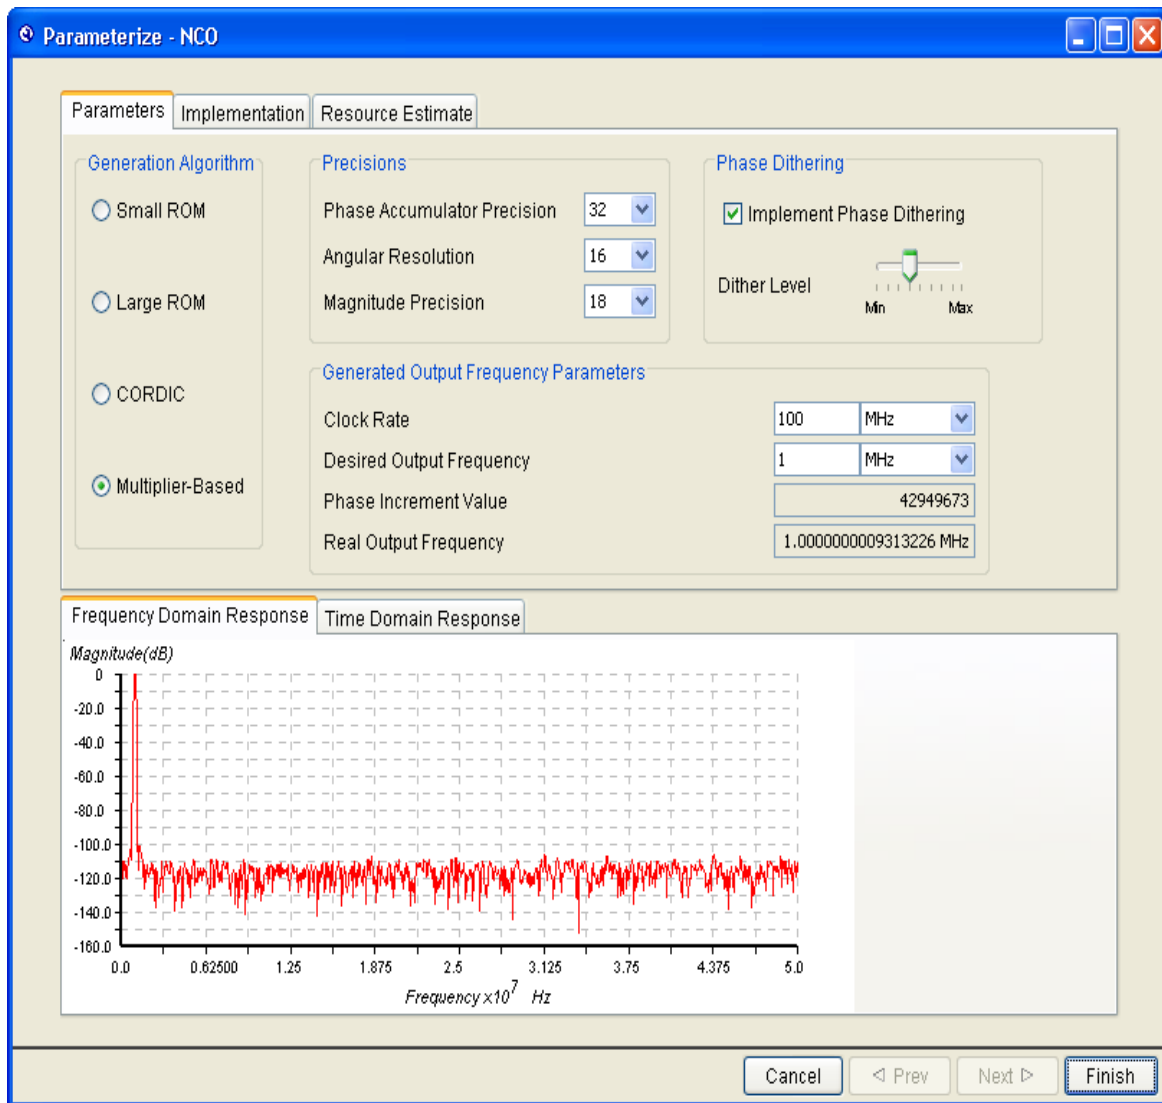 Parameterize - NCO
Parameters
Implementation
Resource Estimate
Generation Algorithm
Small ROM
Large ROM
CORDIC
Multiplier-Based
Precisions
Phase Accumulator Precision 32
Angular Resolution 16
Magnitude Precision 18
Phase Dithering
Implement Phase Dithering
Dither Level
Min Max
Generated Output Frequency Parameters
Clock Rate 100 MHz
Desired Output Frequency 1 MHz
Phase Increment Value 42949673
Real Output Frequency 1.0000000009313226 MHz
Frequency Domain Response
Time Domain Response
Magnitude(dB)
0
-20.0
-40.0
-60.0
-80.0
-100.0
-120.0
-140.0
-160.0
0.0 0.62500 1.25 1.875 2.5 3.125 3.75 4.375 5.0
Frequency x10^7 Hz
Cancel
Prev
Next
Finish